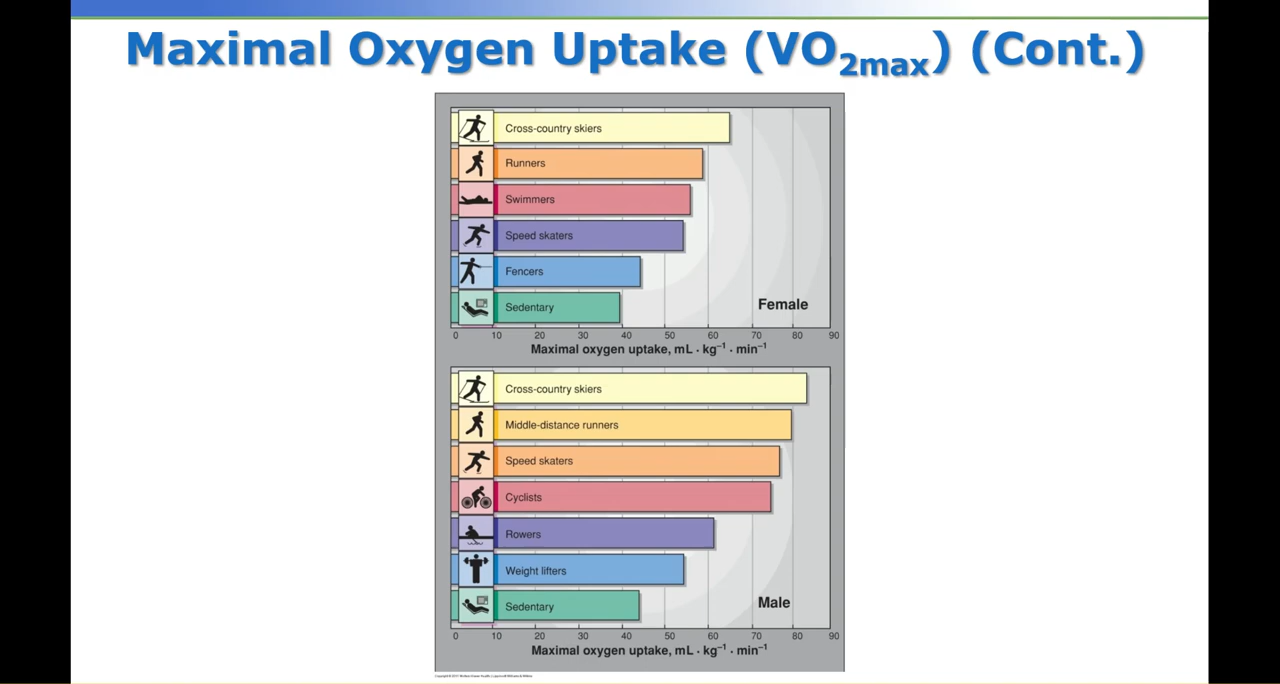 Maximal Oxygen Uptake (VO2max) (Cont.)
Cross-country skiers
Runners
Swimmers
Speed skaters
Fencers
Sedentary
Female
0 10 20 30 40 50 60 70 80 90
Maximal oxygen uptake, mL · kg–1 · min–1
Cross-country skiers
Middle-distance runners
Speed skaters
Cyclists
Rowers
Weight lifters
Sedentary
Male
0 10 20 30 40 50 60 70 80 90
Maximal oxygen uptake, mL · kg–1 · min–1